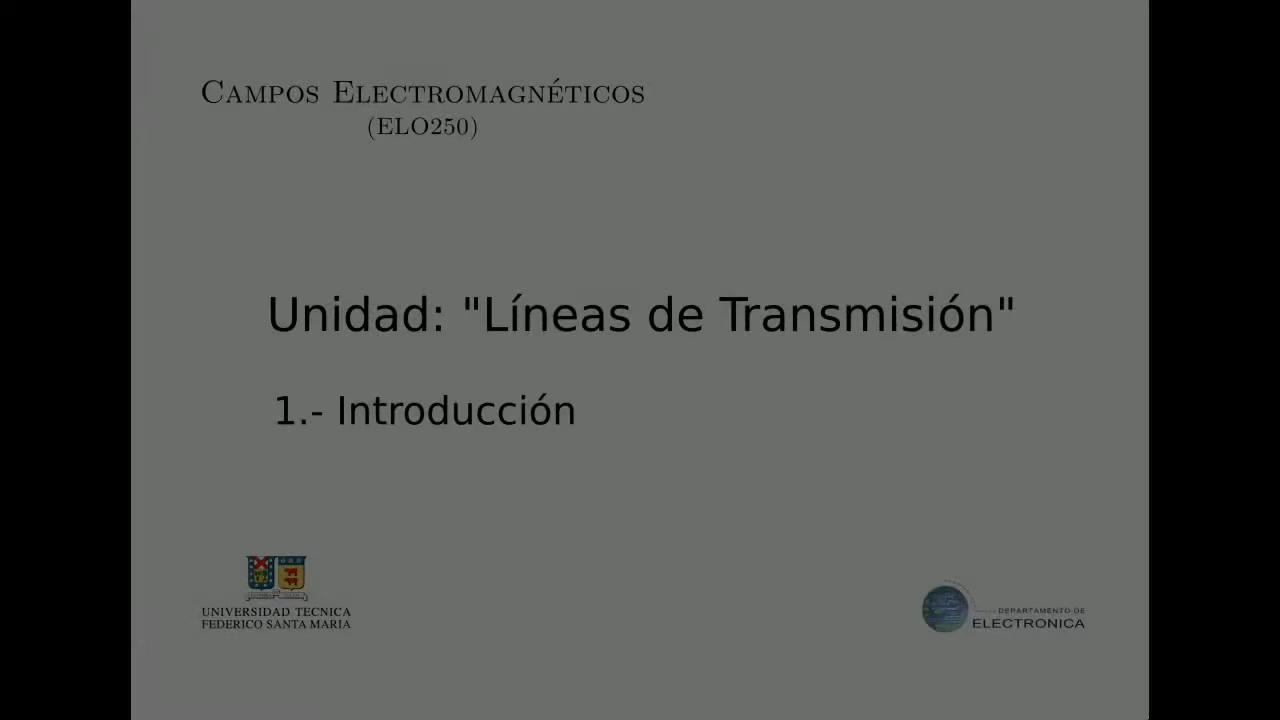 Campos Electromagnéticos
(ELO250)
Unidad: "Líneas de Transmisión"
1.- Introducción
UNIVERSIDAD TECNICA
FEDERICO SANTA MARIA
DEPARTAMENTO DE
ELECTRONICA